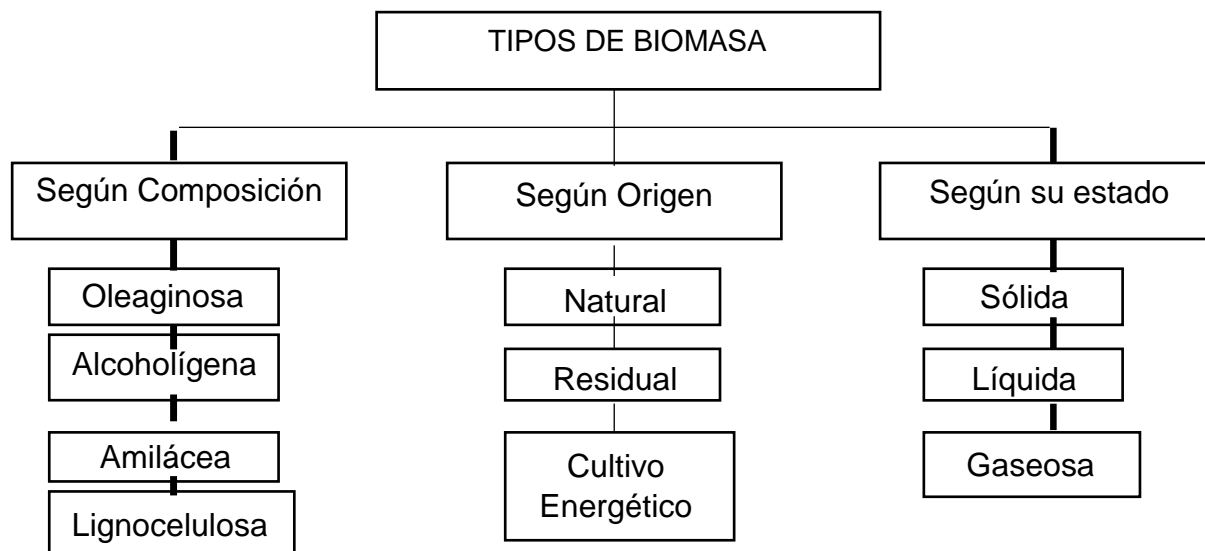 TIPOS DE BIOMASA
Según Composición
Oleaginosa
Alcoholígena
Amilácea
Lignocelulosa
Según Origen
Natural
Residual
Cultivo
Energético
Según su estado
Sólida
Líquida
Gaseosa